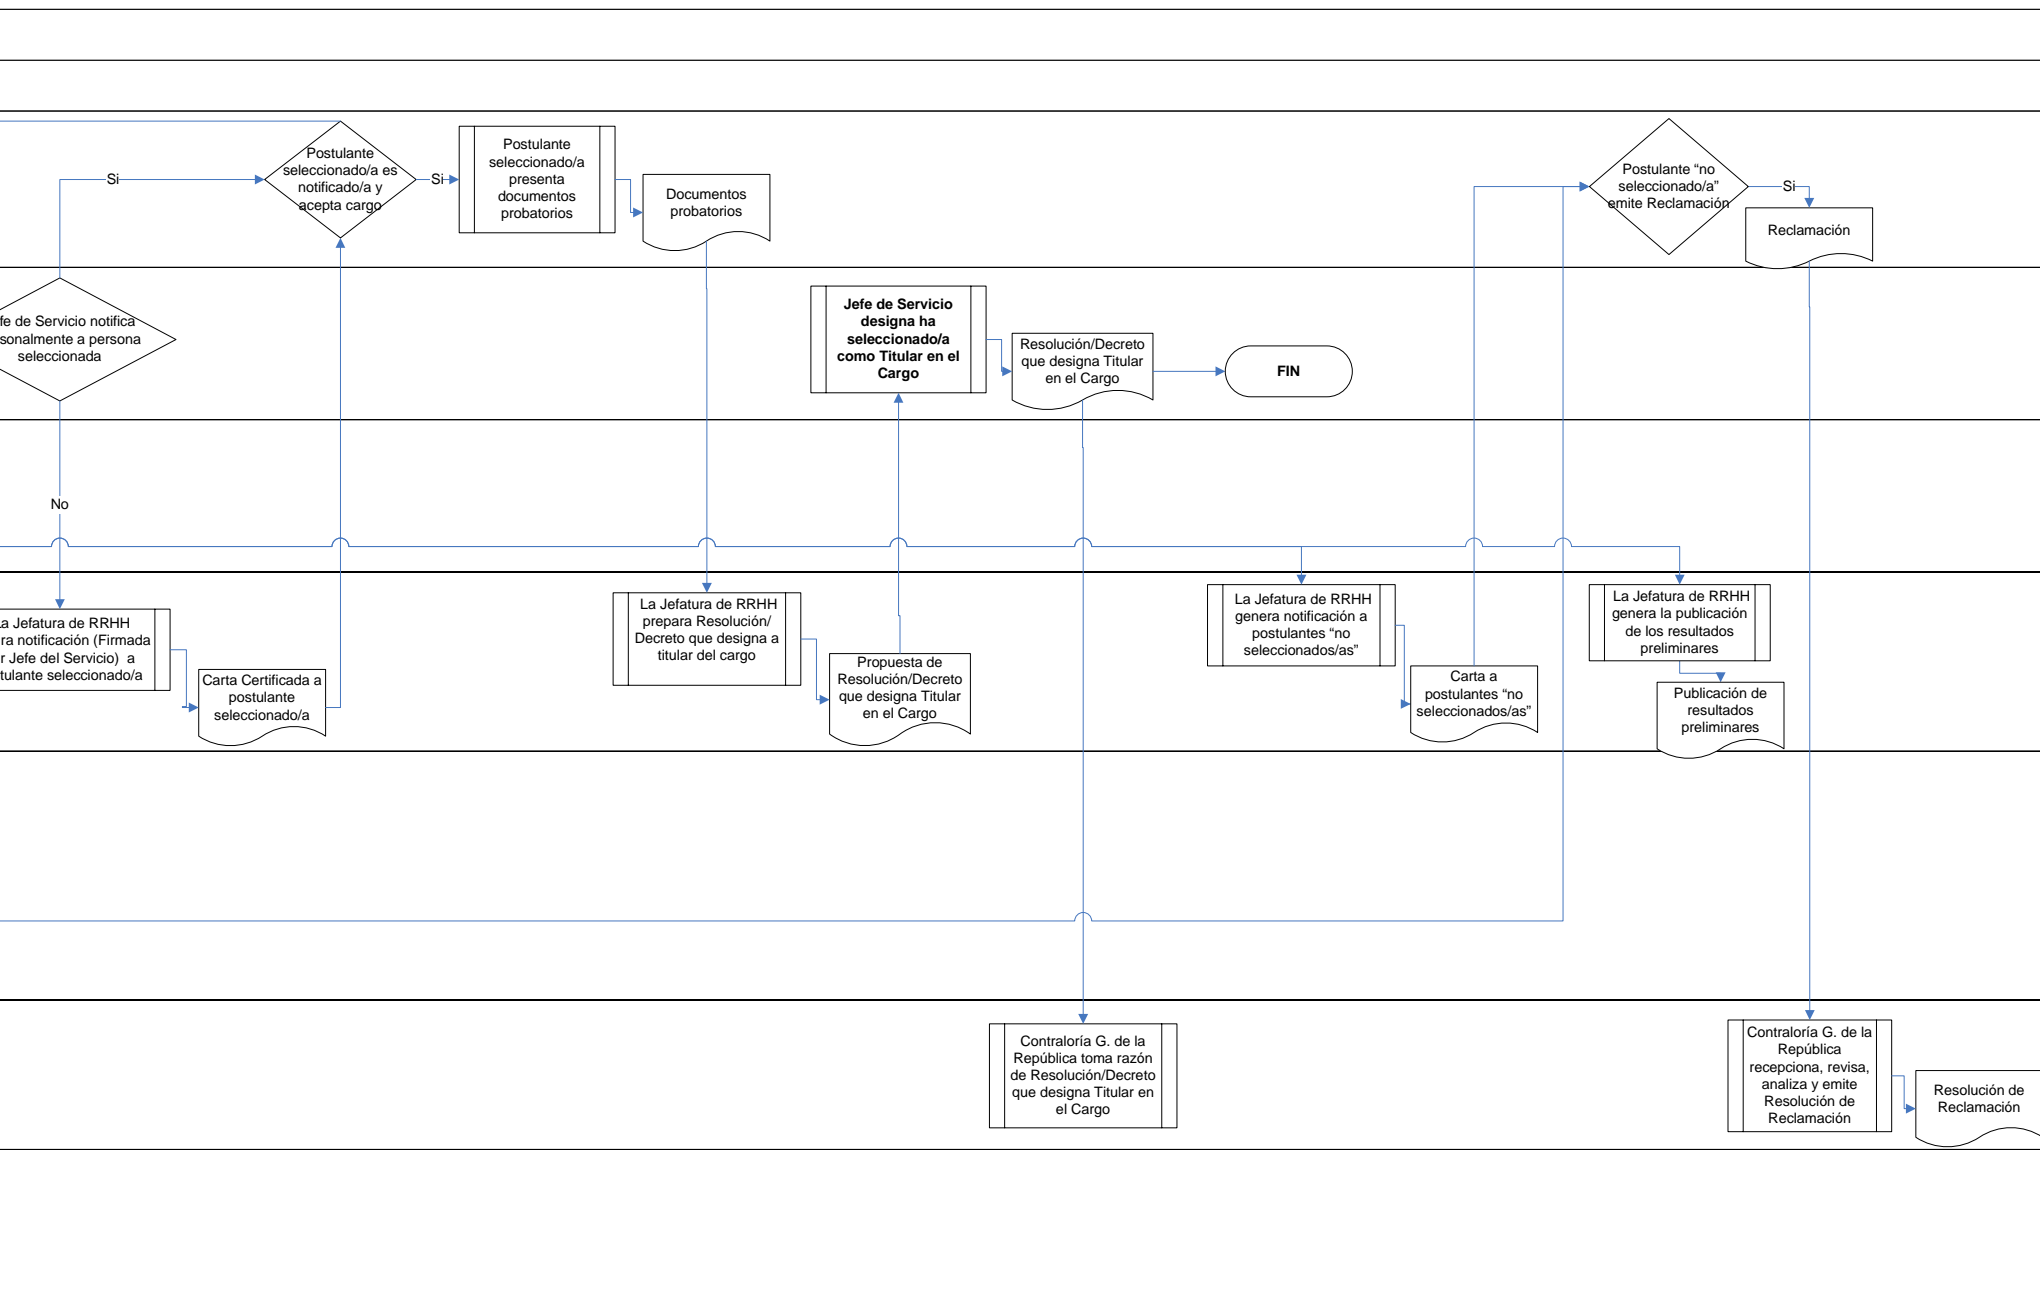 Postulante
seleccionado/a es
notificado/a y
acepta cargo
Si
Si
Postulante
seleccionado/a
presenta
documentos
probatorios
Documentos
probatorios
Postulante “no
seleccionado/a”
emite Reclamación
Si
Reclamación
fe de Servicio notifica
sonalmente a persona
seleccionada
No
Jefe de Servicio
designa ha
seleccionado/a
como Titular en el
Cargo
Resolución/Decreto
que designa Titular
en el Cargo
FIN
a Jefatura de RRHH
ra notificación (Firmada
r Jefe del Servicio) a
tulante seleccionado/a
Carta Certificada a
postulante
seleccionado/a
La Jefatura de RRHH
prepara Resolución/
Decreto que designa a
titular del cargo
Propuesta de
Resolución/Decreto
que designa Titular
en el Cargo
La Jefatura de RRHH
genera notificación a
postulantes “no
seleccionados/as”
Carta a
postulantes “no
seleccionados/as”
La Jefatura de RRHH
genera la publicación
de los resultados
preliminares
Publicación de
resultados
preliminares
Contraloría G. de la
República toma razón
de Resolución/Decreto
que designa Titular en
el Cargo
Contraloría G. de la
República
recepciona, revisa,
analiza y emite
Resolución de
Reclamación
Resolución de
Reclamación